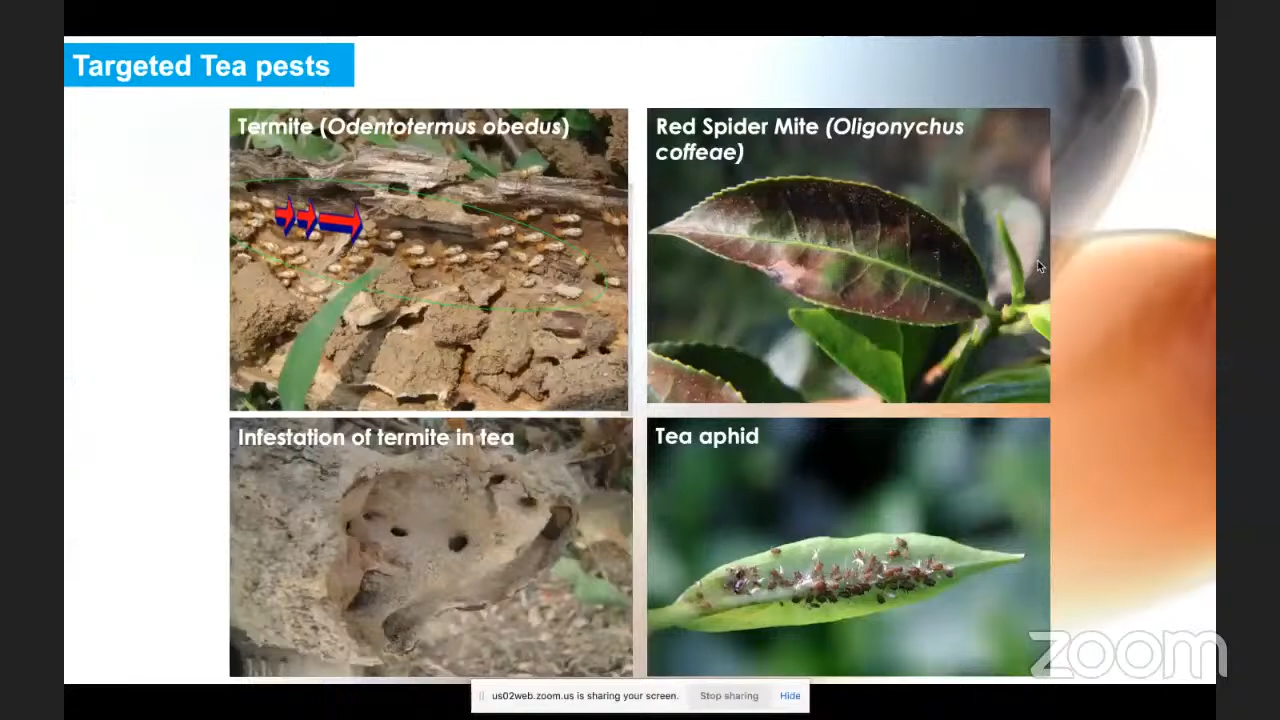 Targeted Tea pests
Termite (Odentotermus obedus)
Red Spider Mite (Oligonychus
coffeae)
Infestation of termite in tea
Tea aphid
zoom
us02web.zoom.us is sharing your screen.
Stop sharing
Hide